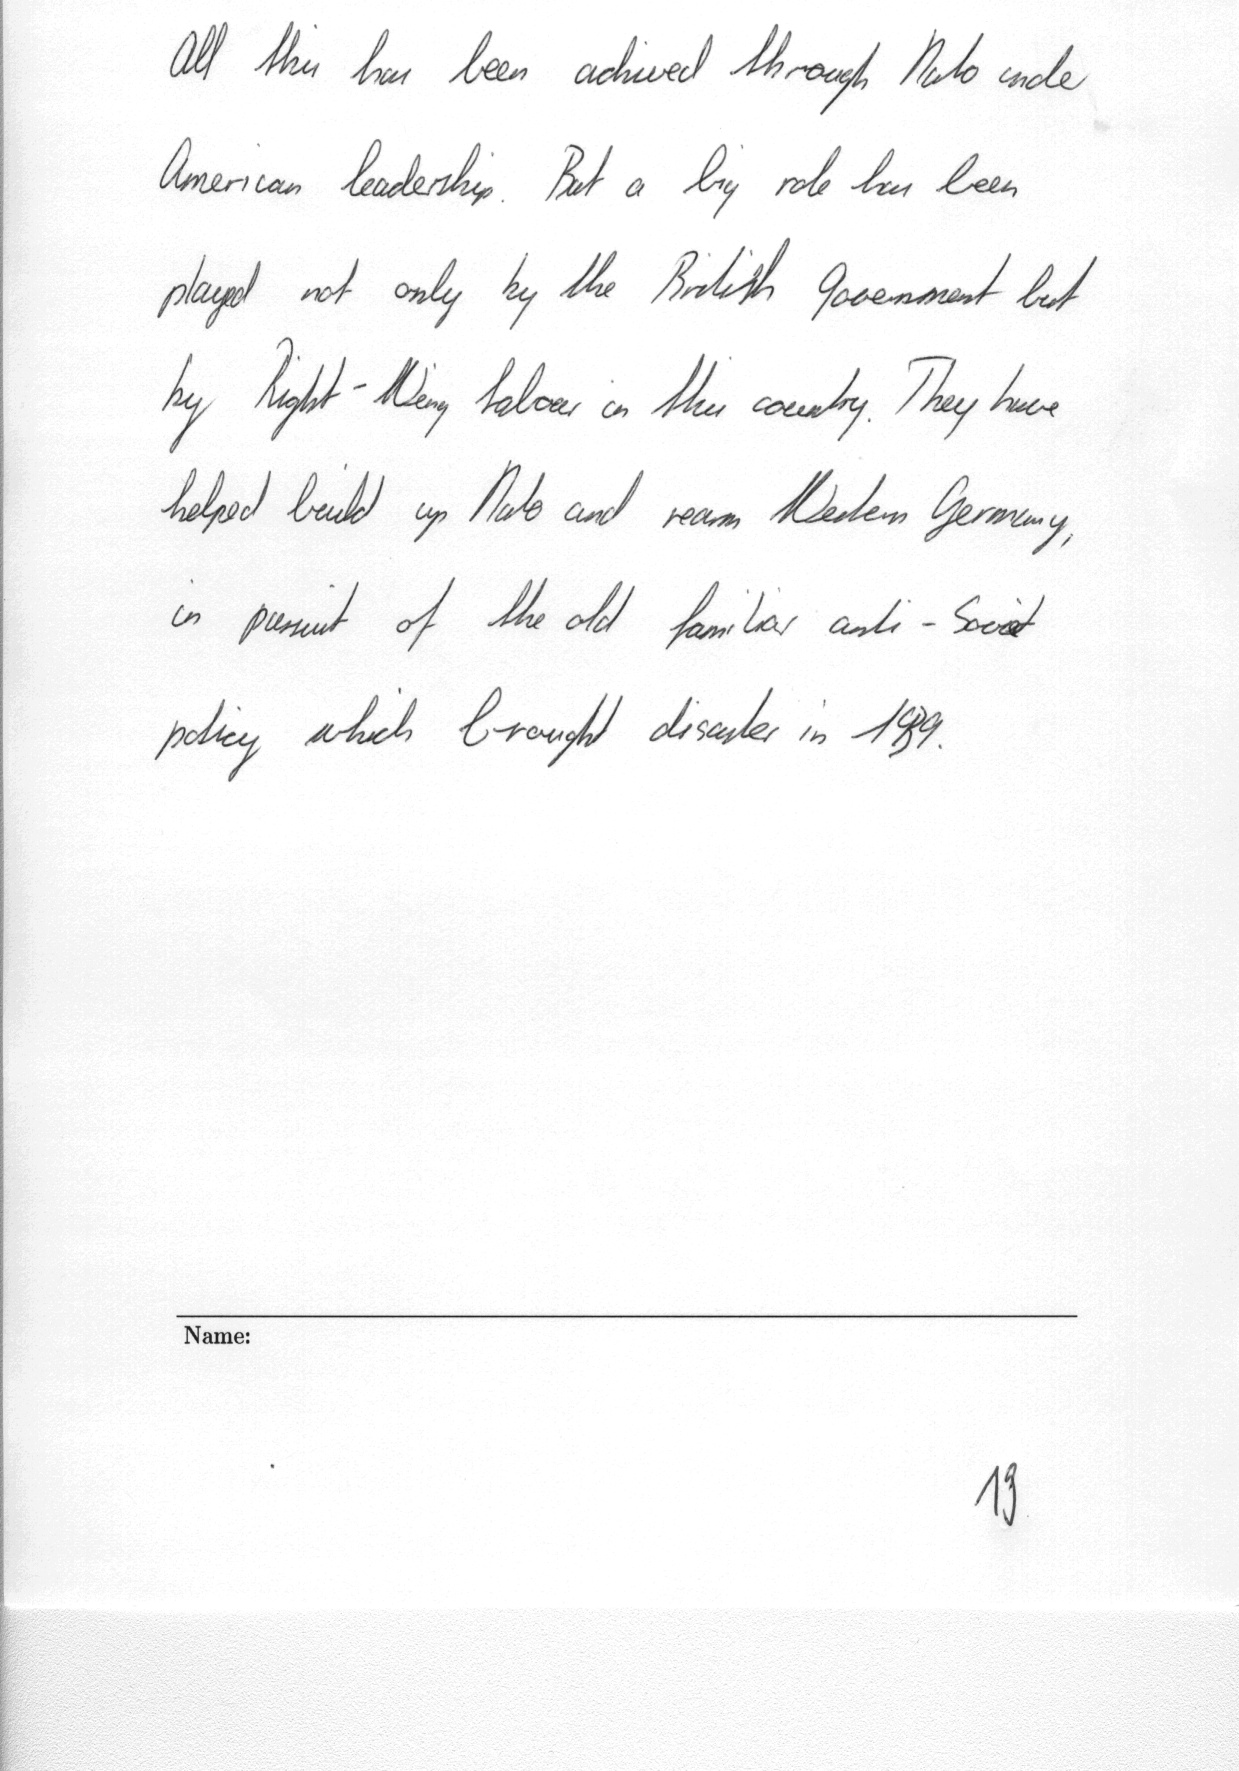 All this has been achived through Nato unde
American leadership. But a big role has been
played not only by the British Government but
by Right-Wing Labour in this country. They have
helped build up Nato and rearm Western Germany,
in pursuit of the old familiar anti-Soviet
policy which brought disaster in 1939.
Name:
13